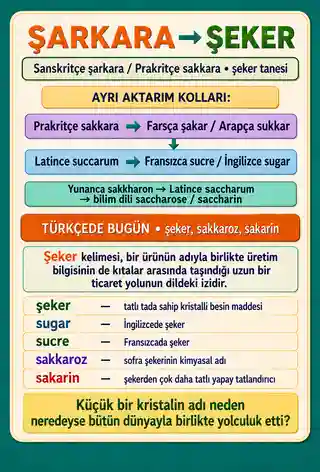 ŞARKARA → ŞEKER
Sanskritçe şarkara / Prakritçe sakkara • şeker tanesi
AYRI AKTARIM KOLLARI:
Prakritçe sakkara → Farsça şakar / Arapça sukkar
Latince succarum → Fransızca sucre / İngilizce sugar
Yunanca sakkharon → Latince saccharum
→ bilim dili saccharose / saccharin
TÜRKÇEDE BUGÜN • şeker, sakkaroz, sakarin
Şeker kelimesi, bir ürünün adıyla birlikte üretim
bilgisinin de kıtalar arasında taşındığı uzun bir
ticaret yolunun dildeki izidir.
şeker — tatlı tada sahip kristalli besin maddesi
sugar — İngilizcede şeker
sucre — Fransızcada şeker
sakkaroz — sofra şekerinin kimyasal adı
sakarin — şekerden çok daha tatlı yapay tatlandırıcı
Küçük bir kristalin adı neden
neredeyse bütün dünyayla birlikte yolculuk etti?